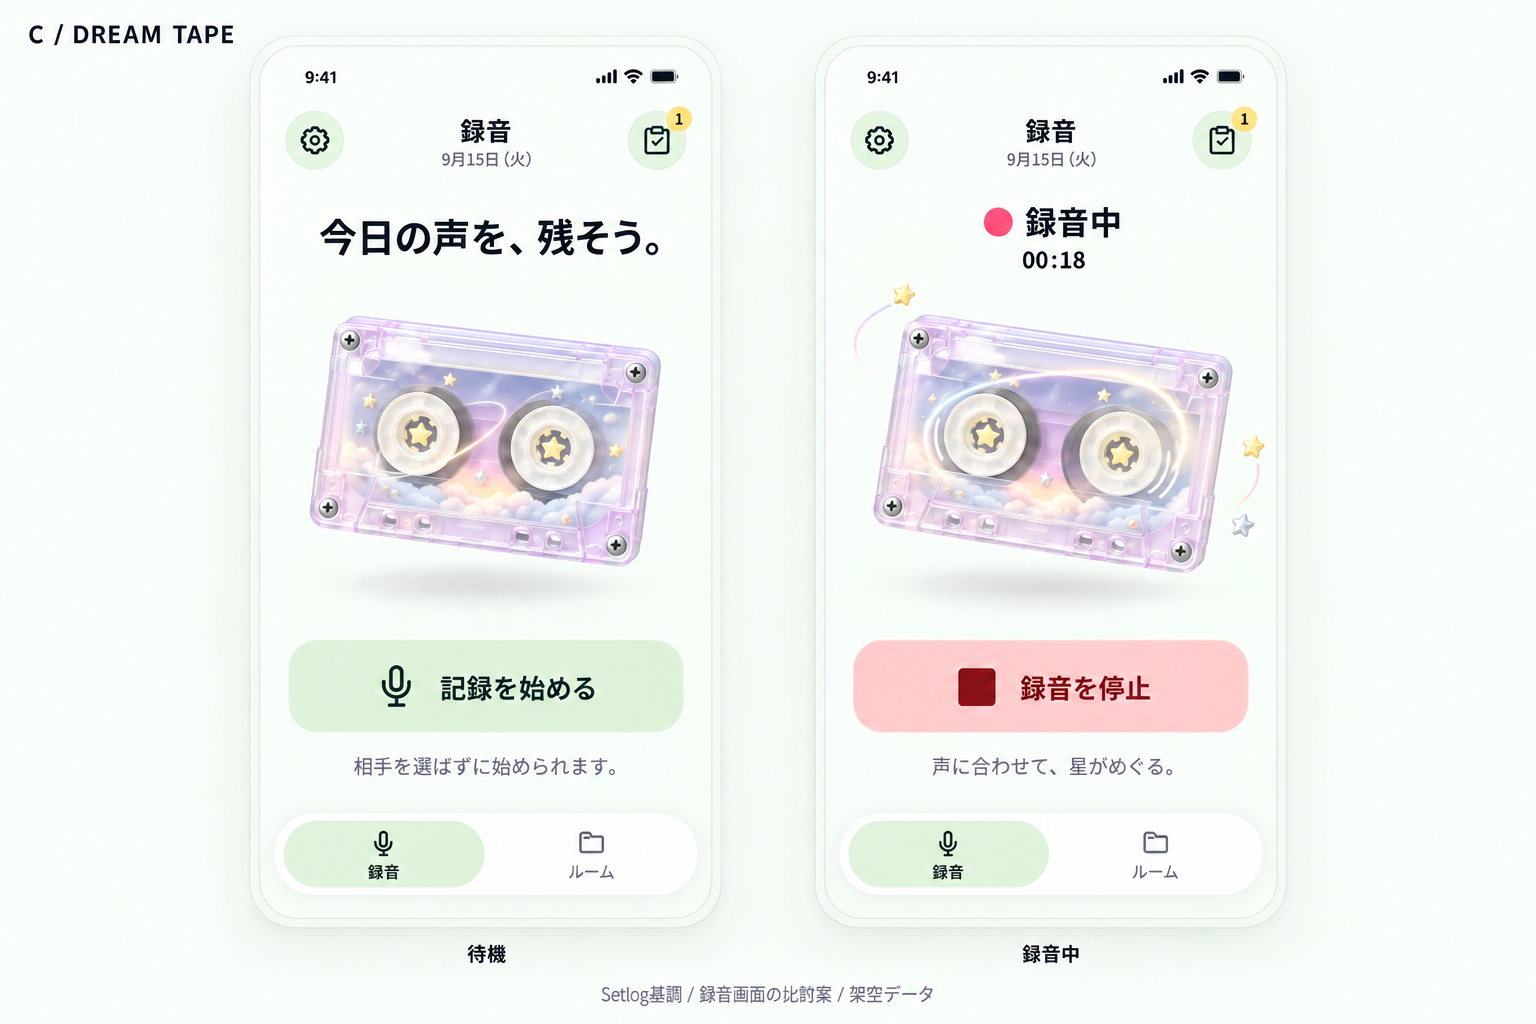 C / DREAM TAPE
9:41
録音
9月15日(火)
1
今日の声を、残そう。
記録を始める
相手を選ばずに始められます。
録音
ルーム
待機
9:41
録音
9月15日(火)
1
録音中
00:18
録音を停止
声に合わせて、星がめぐる。
録音
ルーム
録音中
Setlog基調 / 録音画面の比討案 / 架空データ